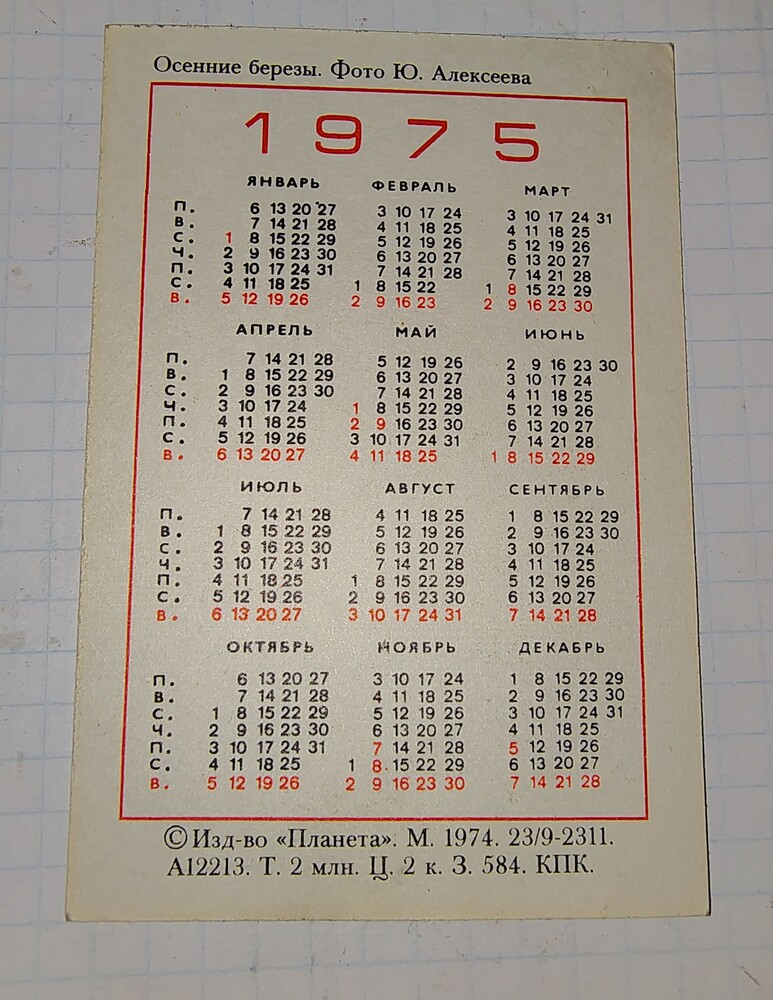 Осенние березы. Фото Ю. Алексеева
1975
ЯНВАРЬ ФЕВРАЛЬ МАРТ
П. 6 13 20 27 3 10 17 24 3 10 17 24 31
В. 7 14 21 28 4 11 18 25 4 11 18 25
С. 1 8 15 22 29 5 12 19 26 5 12 19 26
Ч. 2 9 16 23 30 6 13 20 27 6 13 20 27
П. 3 10 17 24 31 7 14 21 28 7 14 21 28
С. 4 11 18 25 1 8 15 22 1 8 15 22 29
В. 5 12 19 26 2 9 16 23 2 9 16 23 30
АПРЕЛЬ МАЙ ИЮНЬ
П. 7 14 21 28 5 12 19 26 2 9 16 23 30
В. 1 8 15 22 29 6 13 20 27 3 10 17 24
С. 2 9 16 23 30 7 14 21 28 4 11 18 25
Ч. 3 10 17 24 1 8 15 22 29 5 12 19 26
П. 4 11 18 25 2 9 16 23 30 6 13 20 27
С. 5 12 19 26 3 10 17 24 31 7 14 21 28
В. 6 13 20 27 4 11 18 25 1 8 15 22 29
ИЮЛЬ АВГУСТ СЕНТЯБРЬ
П. 7 14 21 28 4 11 18 25 1 8 15 22 29
В. 1 8 15 22 29 5 12 19 26 2 9 16 23 30
С. 2 9 16 23 30 6 13 20 27 3 10 17 24
Ч. 3 10 17 24 31 7 14 21 28 4 11 18 25
П. 4 11 18 25 1 8 15 22 29 5 12 19 26
С. 5 12 19 26 2 9 16 23 30 6 13 20 27
В. 6 13 20 27 3 10 17 24 31 7 14 21 28
ОКТЯБРЬ НОЯБРЬ ДЕКАБРЬ
П. 6 13 20 27 3 10 17 24 1 8 15 22 29
В. 7 14 21 28 4 11 18 25 2 9 16 23 30
С. 1 8 15 22 29 5 12 19 26 3 10 17 24 31
Ч. 2 9 16 23 30 6 13 20 27 4 11 18 25
П. 3 10 17 24 31 7 14 21 28 5 12 19 26
С. 4 11 18 25 1 8 15 22 29 6 13 20 27
В. 5 12 19 26 2 9 16 23 30 7 14 21 28
© Изд-во «Планета». М. 1974. 23/9-2311.
А12213. Т. 2 млн. Ц. 2 к. З. 584. КПК.